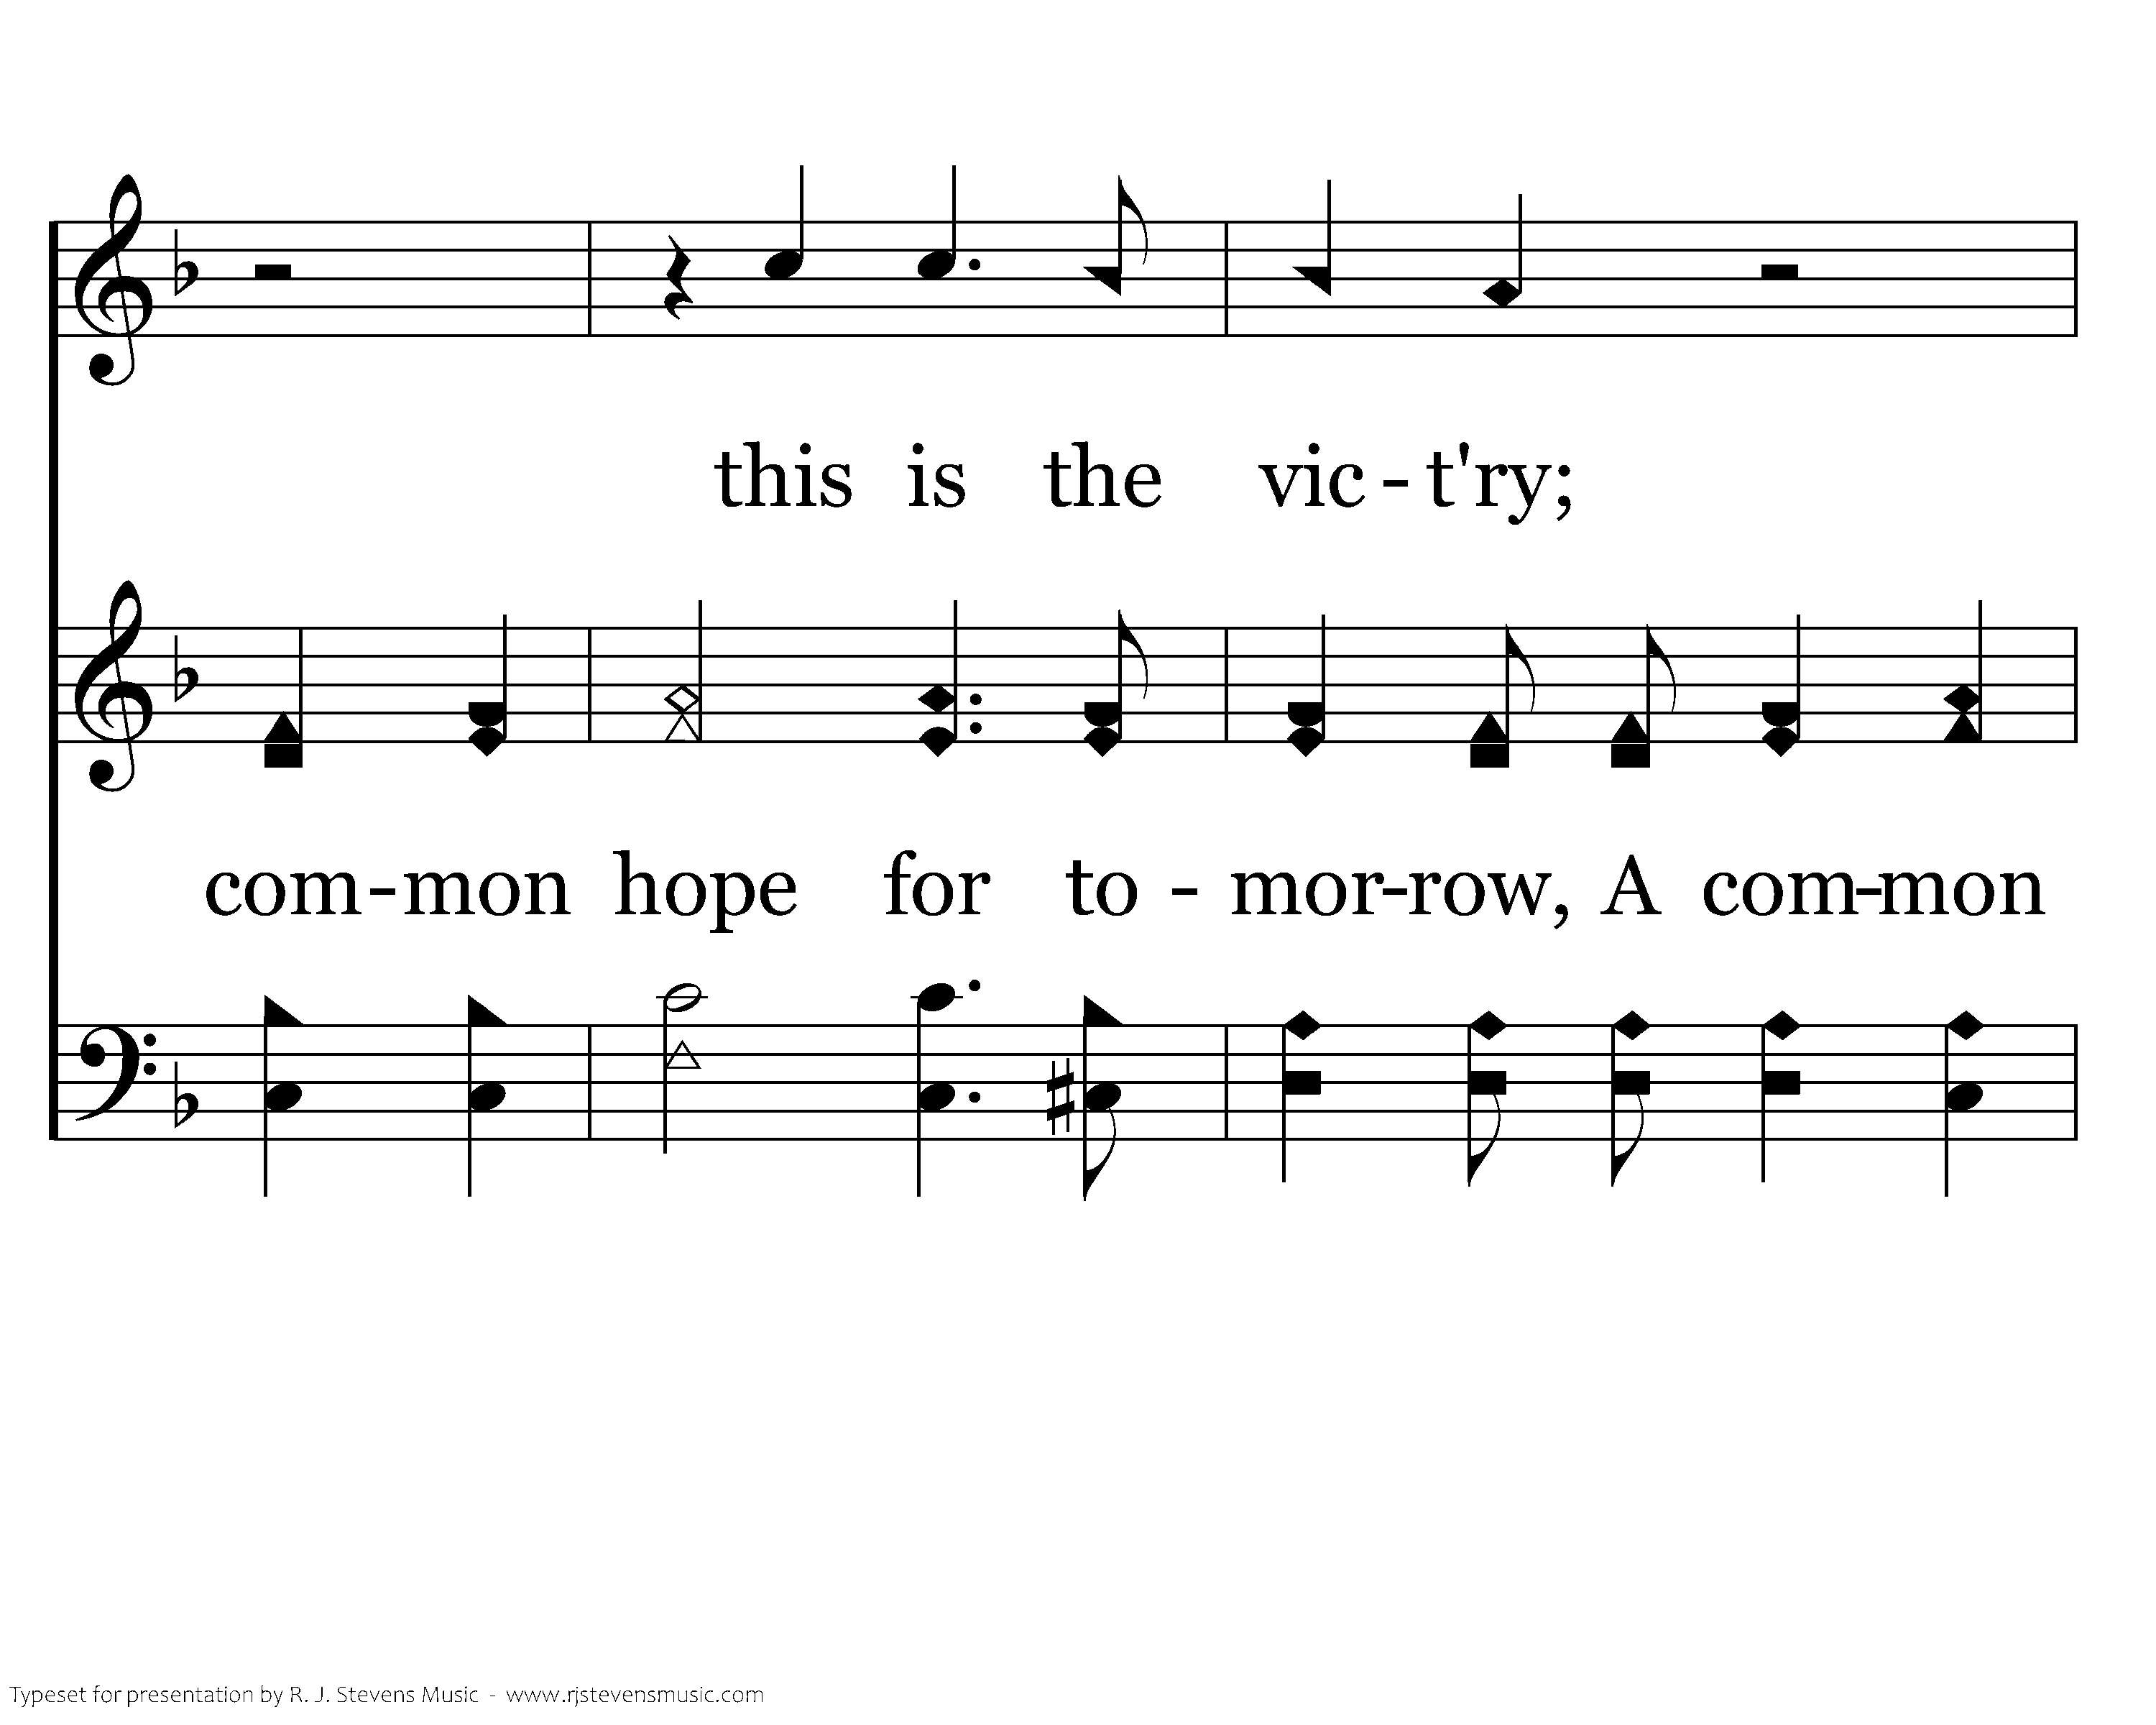 this is the vic - t'ry;
com-mon hope for to - mor-row, A com-mon
Typeset for presentation by R. J. Stevens Music - www.rjstevensmusic.com